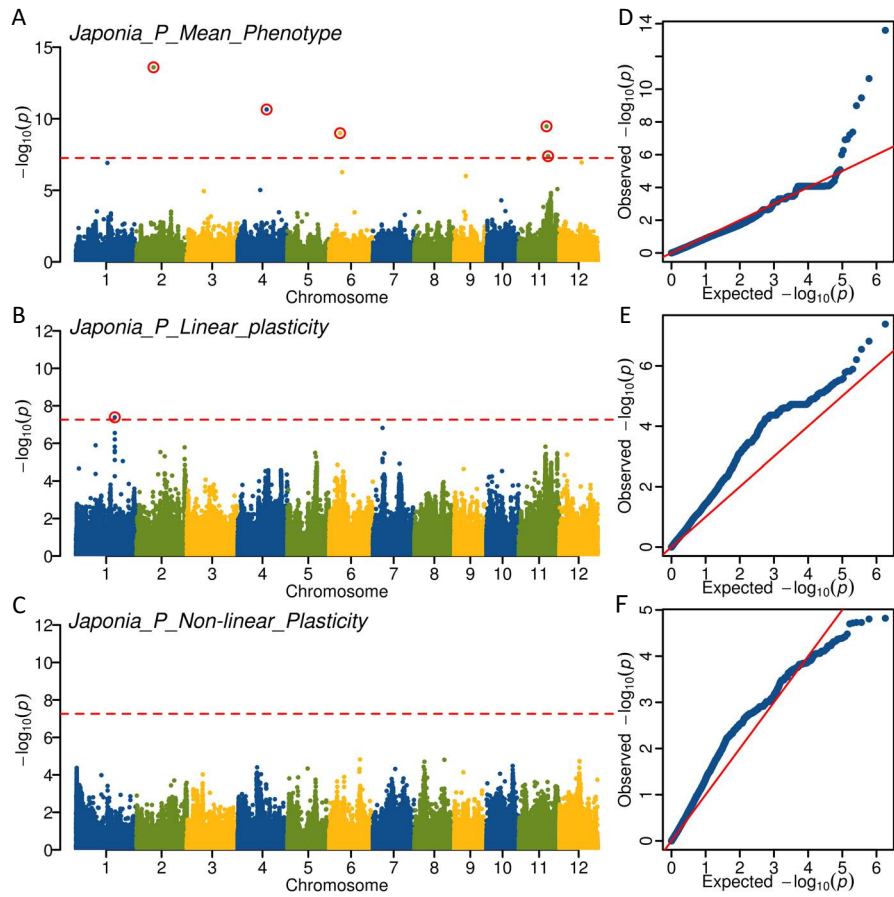 A
Japonia_P_Mean_Phenotype
15
10
5
0
−log10(p)
1 2 3 4 5 6 7 8 9 10 11 12
Chromosome
D
14
10
8
6
4
2
0
Observed −log10(p)
0 1 2 3 4 5 6
Expected −log10(p)
B
Japonia_P_Linear_plasticity
12
10
8
6
4
2
0
−log10(p)
1 2 3 4 5 6 7 8 9 10 11 12
Chromosome
E
6
4
2
0
Observed −log10(p)
0 1 2 3 4 5 6
Expected −log10(p)
C
Japonia_P_Non-linear_Plasticity
12
10
8
6
4
2
0
−log10(p)
1 2 3 4 5 6 7 8 9 10 11 12
Chromosome
F
5
4
3
2
1
0
Observed −log10(p)
0 1 2 3 4 5 6
Expected −log10(p)